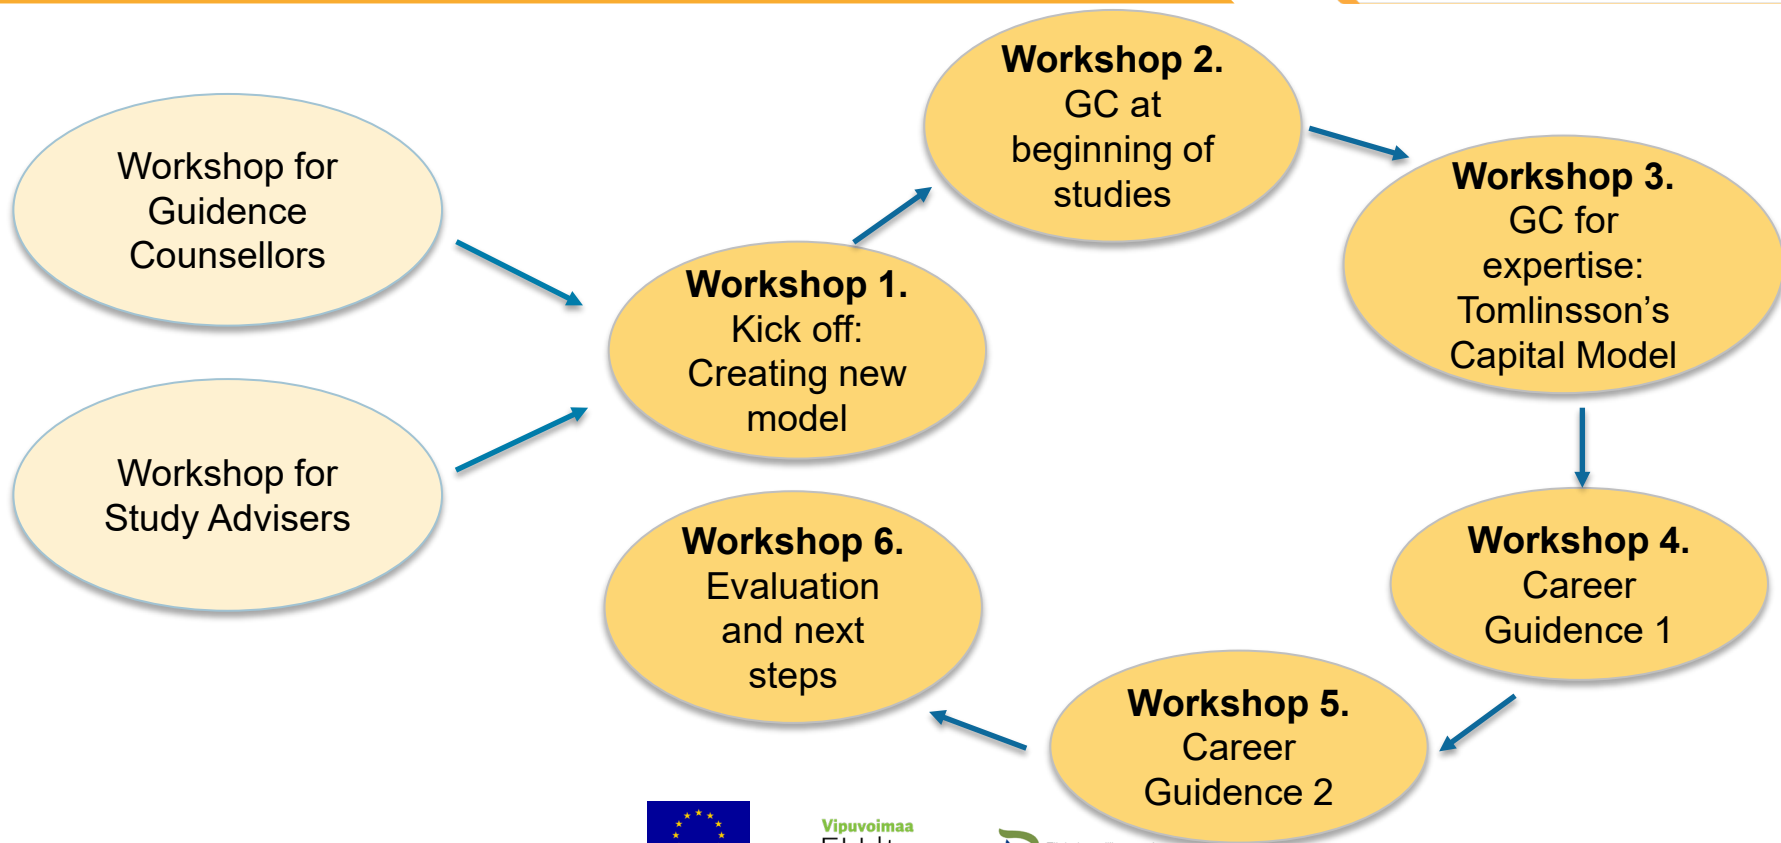 Workshop for
Guidence
Counsellors
Workshop for
Study Advisers
Workshop 1.
Kick off:
Creating new
model
Workshop 2.
GC at
beginning of
studies
Workshop 3.
GC for
expertise:
Tomlinsson’s
Capital Model
Workshop 4.
Career
Guidence 1
Workshop 5.
Career
Guidence 2
Workshop 6.
Evaluation
and next
steps
Vipuvoimaa